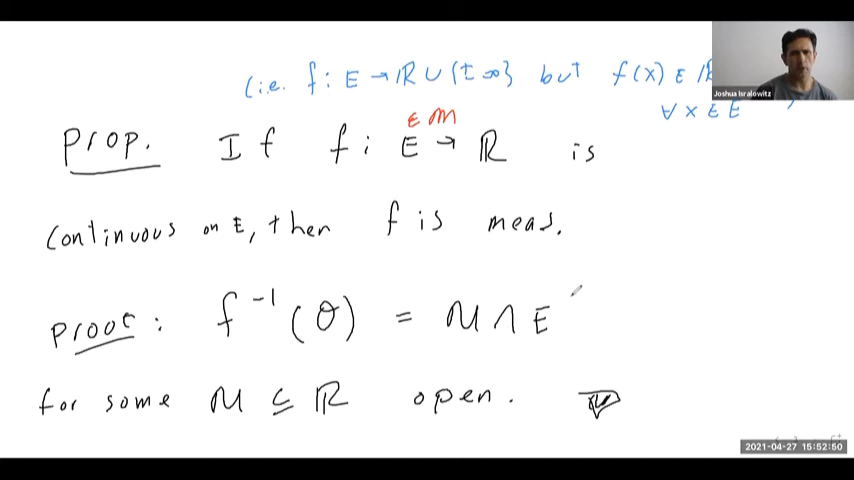 (i.e. f: E → ℝ ∪ {± ∞} but f(x) ∈ ℝ
∀ x ∈ E
Joshua Isralowitz
∈ M
Prop. If f: E → ℝ is
continuous on E, then f is meas.
Proof: f⁻¹(O) = U ∩ E
for some U ⊆ ℝ open.
2021-04-27 15:52:50